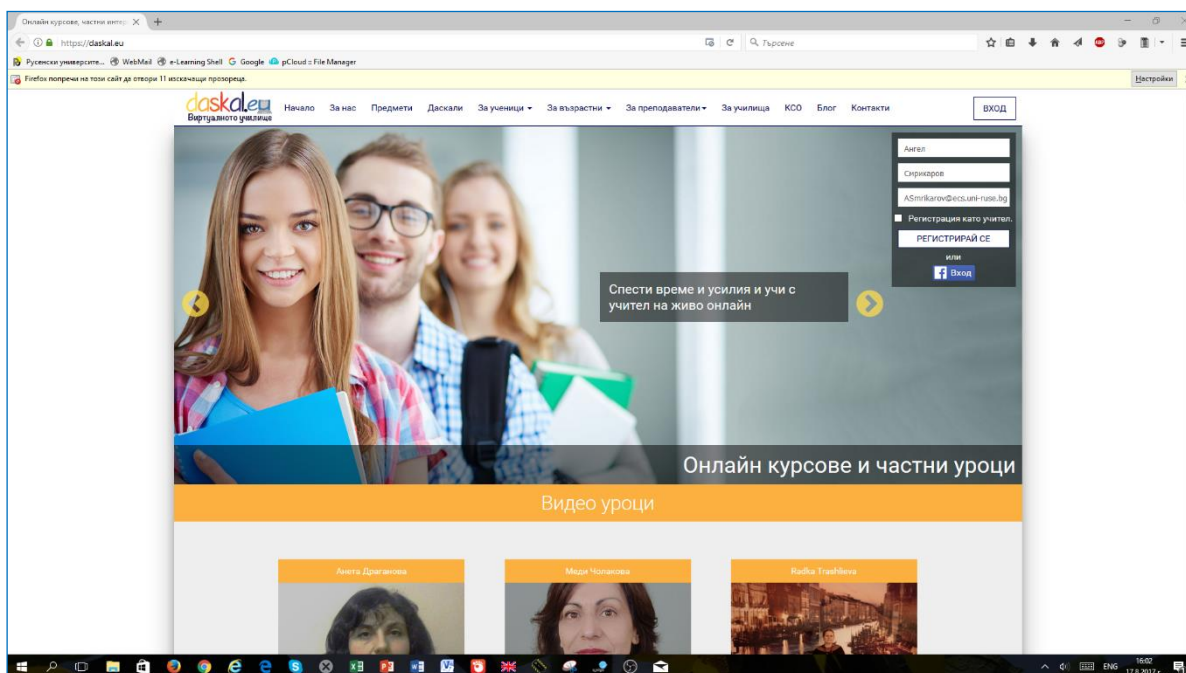 Онлайн курсове, частни интер
https://daskal.eu
Търсене
Русенски университе... WebMail e-Learning Shell Google pCloud :: File Manager
Firefox попречи на този сайт да отвори 11 изскачащи прозореца.
Настройки
daskal.eu
Виртуалното училище
Начало За нас Предмети Даскали За ученици За възрастни За преподаватели За училища КСО Блог Контакти
ВХОД
Ангел
Смрикаров
ASmrikarov@ecs.uni-ruse.bg
Регистрация като учител.
РЕГИСТРИРАЙ СЕ
или
Вход
Спести време и усилия и учи с
учител на живо онлайн
Онлайн курсове и частни уроци
Видео уроци
Анета Драганова
Меди Чолакова
Radka Trashlieva
ENG
16:02
17.8.2017 г.